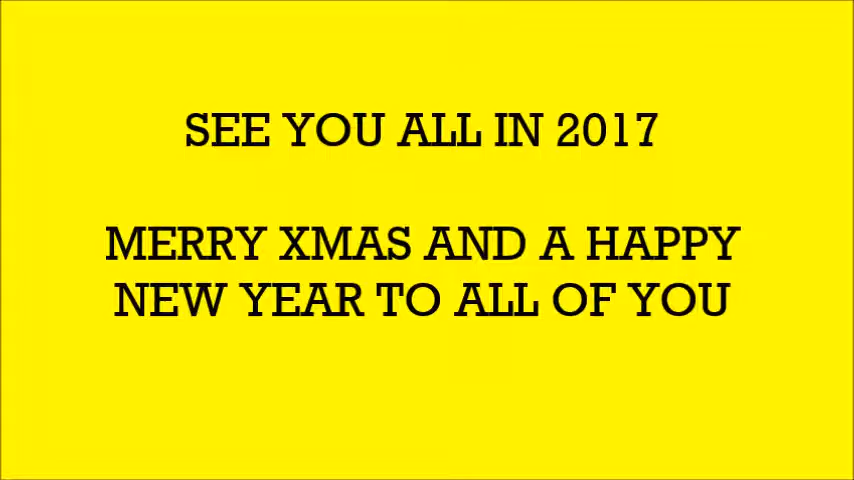 SEE YOU ALL IN 2017
MERRY XMAS AND A HAPPY
NEW YEAR TO ALL OF YOU